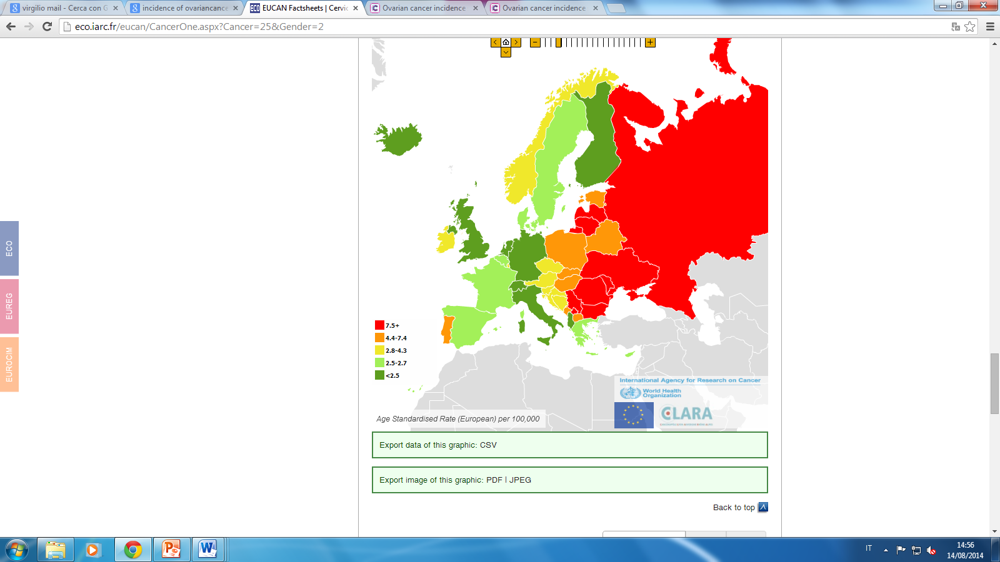 virgilio mail - Cerca con G
incidence of ovariancance
ECO EUCAN Factsheets | Cervic
Ovarian cancer incidence
Ovarian cancer incidence
eco.iarc.fr/eucan/CancerOne.aspx?Cancer=25&Gender=2
ECO
EUREG
EUROCIM
7.5+
4.4-7.4
2.8-4.3
2.5-2.7
<2.5
International Agency for Research on Cancer
World Health
Organization
CLARA
Age Standardised Rate (European) per 100,000
Export data of this graphic: CSV
Export image of this graphic: PDF | JPEG
Back to top
IT
14:56
14/08/2014